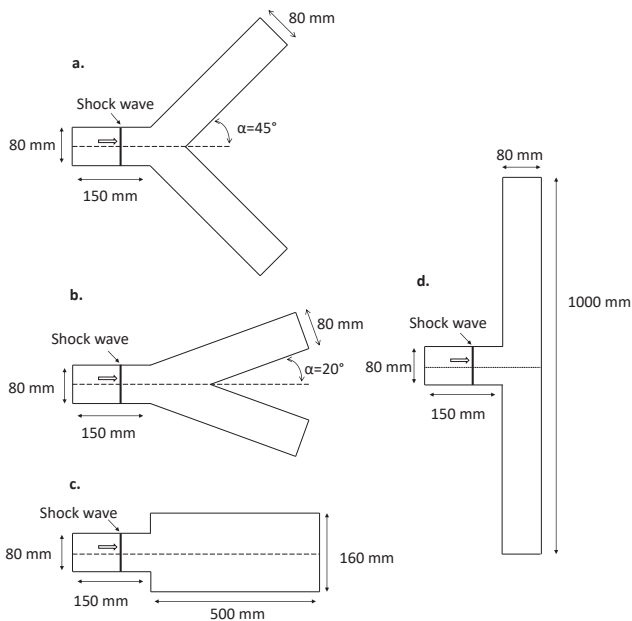 a.
80 mm
Shock wave
α=45°
80 mm
150 mm
b.
80 mm
Shock wave
α=20°
80 mm
150 mm
c.
Shock wave
80 mm
160 mm
150 mm
500 mm
d.
80 mm
1000 mm
Shock wave
80 mm
150 mm